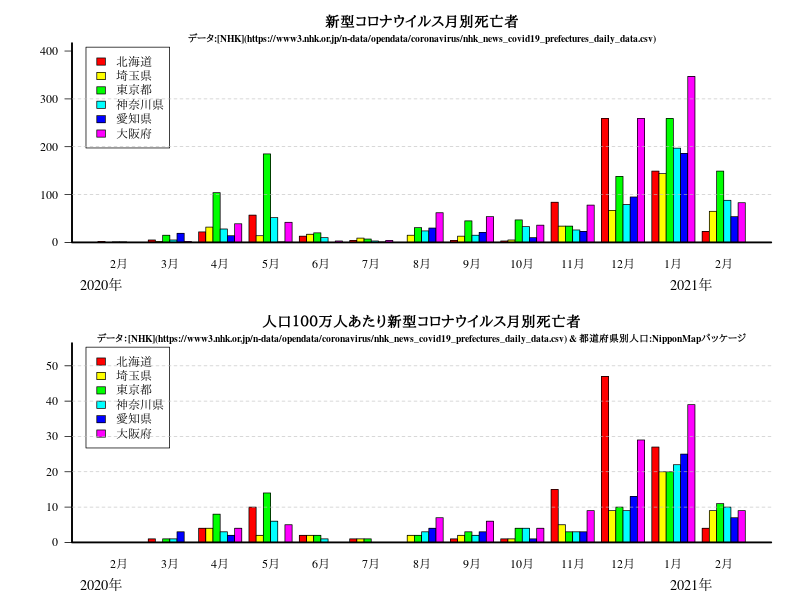 新型コロナウイルス月別死亡者
データ:[NHK](https://www3.nhk.or.jp/n-data/opendata/coronavirus/nhk_news_covid19_prefectures_daily_data.csv)
400
300
200
100
0
北海道
埼玉県
東京都
神奈川県
愛知県
大阪府
2月 3月 4月 5月 6月 7月 8月 9月 10月 11月 12月 1月 2月
2020年 2021年
人口100万人あたり新型コロナウイルス月別死亡者
データ:[NHK](https://www3.nhk.or.jp/n-data/opendata/coronavirus/nhk_news_covid19_prefectures_daily_data.csv) & 都道府県別人口:NipponMapパッケージ
50
40
30
20
10
0
北海道
埼玉県
東京都
神奈川県
愛知県
大阪府
2月 3月 4月 5月 6月 7月 8月 9月 10月 11月 12月 1月 2月
2020年 2021年